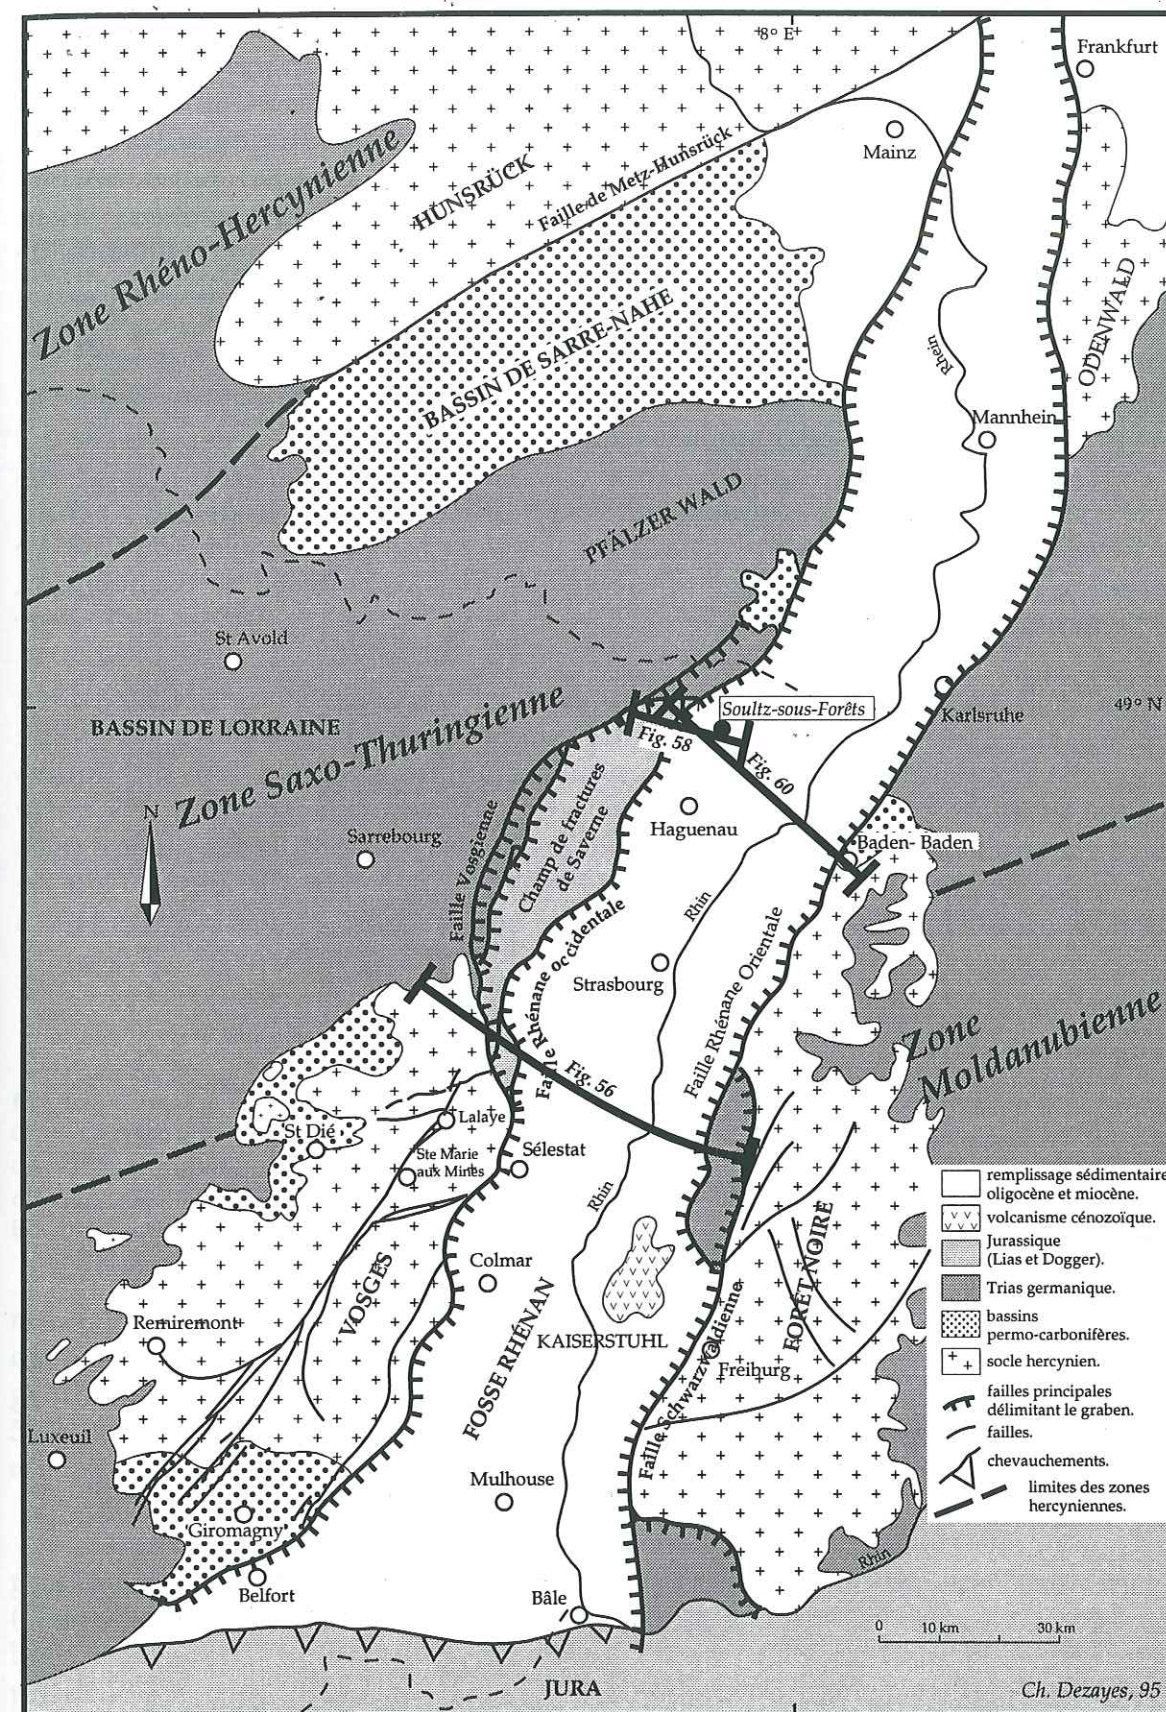 8° E
Frankfurt
Mainz
Zone Rhéno-Hercynienne
HUNSRÜCK
Faille de Metz-Hunsrück
BASSIN DE SARRE-NAHE
ODENWALD
Rhein
Mannhein
PFÄLZER WALD
St Avold
BASSIN DE LORRAINE
Zone Saxo-Thuringienne
Soultz-sous-Forêts
Karlsruhe
49° N
Fig. 58
Fig. 60
N
Sarrebourg
Faille Vosgienne
Champ de fractures
de Saverne
Haguenau
Baden- Baden
Rhin
Faille Rhénane occidentale
Strasbourg
Faille Rhénane Orientale
Zone
Moldanubienne
Fig. 56
Lalaye
St Dié
Ste Marie
aux Mines
Sélestat
Rhin
VOSGES
Colmar
FORÊT NOIRE
Remiremont
FOSSE RHÉNAN
KAISERSTUHL
Freiburg
Faille Schwarzwaldienne
Luxeuil
Mulhouse
Giromagny
Belfort
Bâle
Rhin
JURA
remplissage sédimentaire
oligocène et miocène.
volcanisme cénozoïque.
Jurassique
(Lias et Dogger).
Trias germanique.
bassins
permo-carbonifères.
socle hercynien.
failles principales
délimitant le graben.
failles.
chevauchements.
limites des zones
hercyniennes.
0 10 km 30 km
Ch. Dezayes, 95